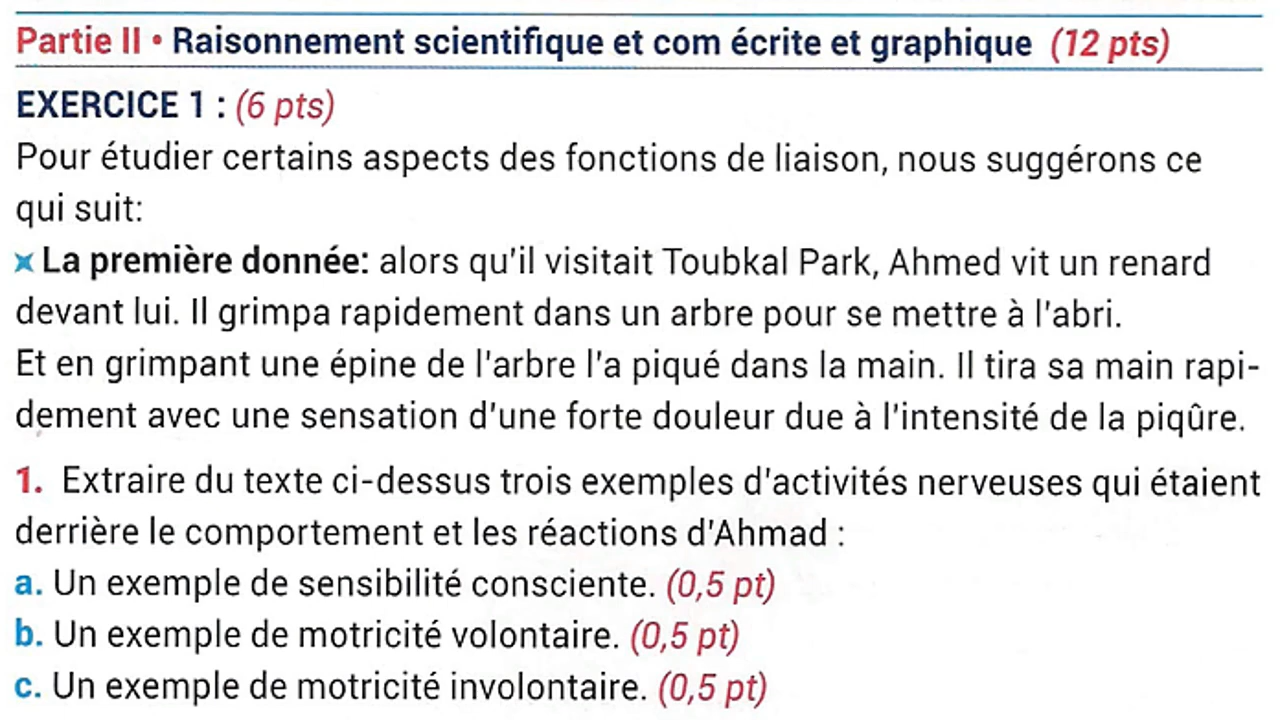 Partie II • Raisonnement scientifique et com écrite et graphique (12 pts)
EXERCICE 1 : (6 pts)
Pour étudier certains aspects des fonctions de liaison, nous suggérons ce
qui suit:
La première donnée: alors qu'il visitait Toubkal Park, Ahmed vit un renard
devant lui. Il grimpa rapidement dans un arbre pour se mettre à l'abri.
Et en grimpant une épine de l'arbre l'a piqué dans la main. Il tira sa main rapi-
dement avec une sensation d'une forte douleur due à l'intensité de la piqûre.
1. Extraire du texte ci-dessus trois exemples d'activités nerveuses qui étaient
derrière le comportement et les réactions d'Ahmad :
a. Un exemple de sensibilité consciente. (0,5 pt)
b. Un exemple de motricité volontaire. (0,5 pt)
c. Un exemple de motricité involontaire. (0,5 pt)